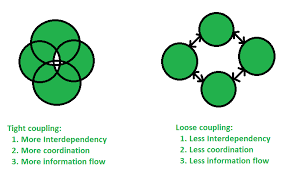 Tight coupling:
1. More Interdependency
2. More coordination
3. More information flow
Loose coupling:
1. Less Interdependency
2. Less coordination
3. Less information flow